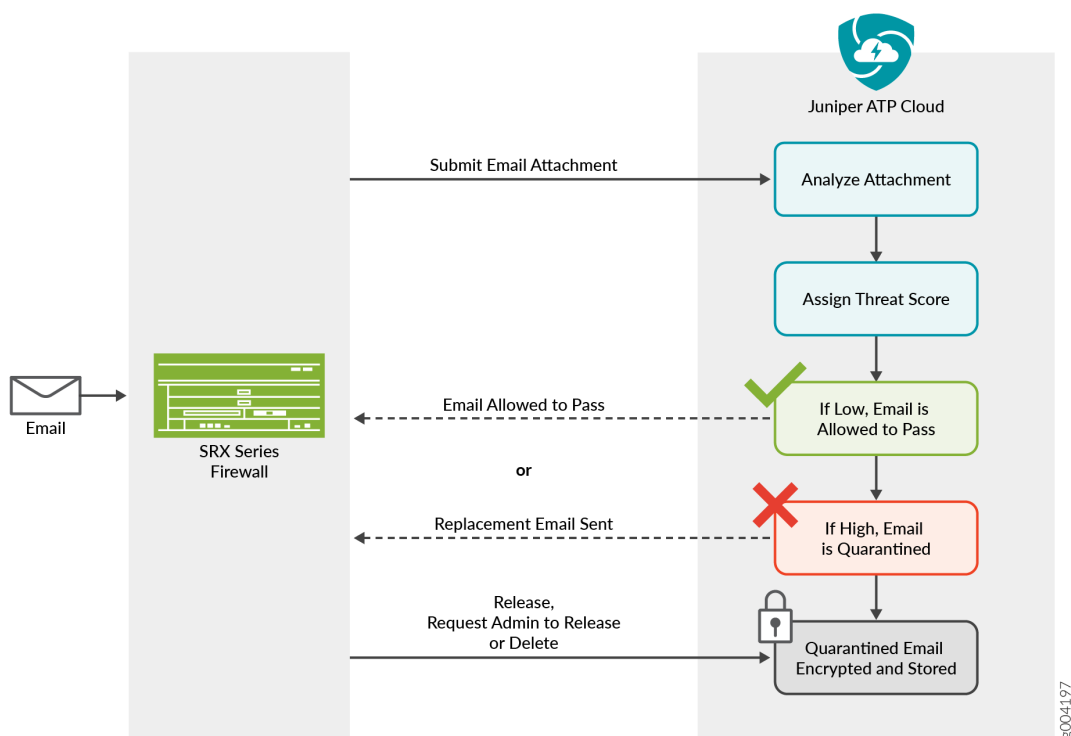 Juniper ATP Cloud
Submit Email Attachment
Analyze Attachment
Assign Threat Score
Email
SRX Series
Firewall
Email Allowed to Pass
If Low, Email is
Allowed to Pass
or
Replacement Email Sent
If High, Email
is Quarantined
Release,
Request Admin to Release
or Delete
Quarantined Email
Encrypted and Stored
g004197